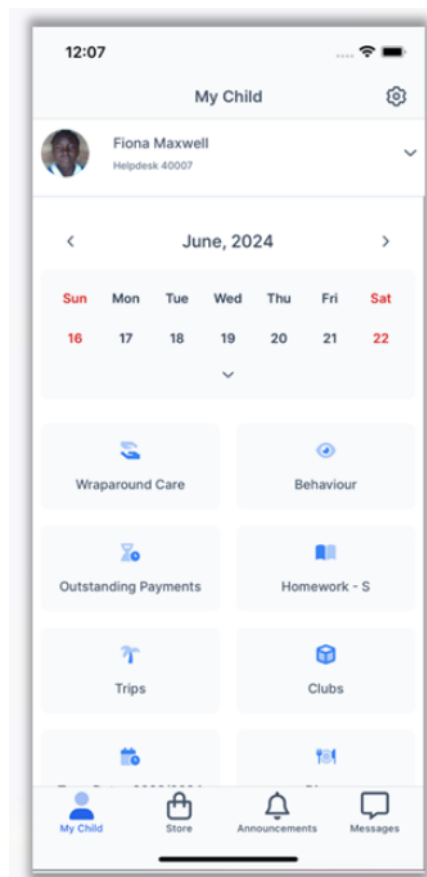 12:07
My Child
Fiona Maxwell
Helpdesk 40007
June, 2024
Sun Mon Tue Wed Thu Fri Sat
16 17 18 19 20 21 22
Wraparound Care Behaviour
Outstanding Payments Homework - S
Trips Clubs
My Child Store Announcements Messages